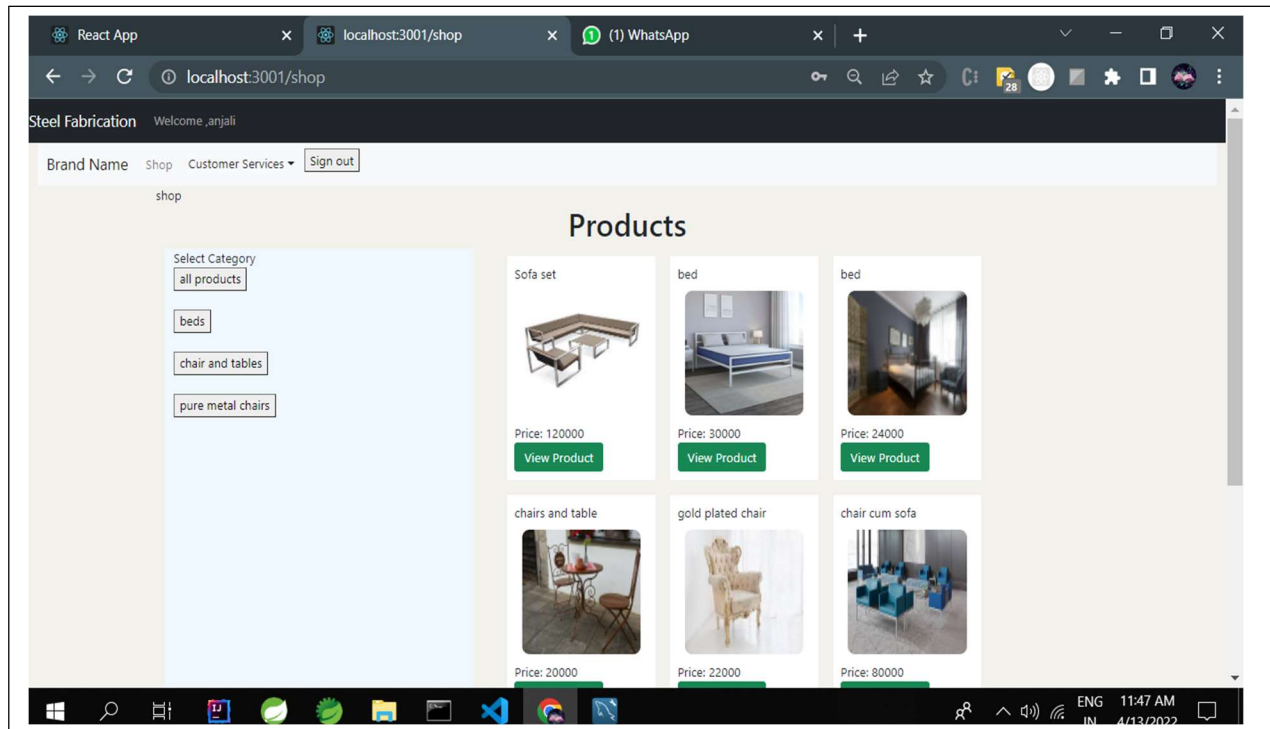 React App
localhost:3001/shop
(1) WhatsApp
localhost:3001/shop
28
Steel Fabrication Welcome ,anjali
Brand Name Shop Customer Services Sign out
shop
Products
Select Category
all products
beds
chair and tables
pure metal chairs
Sofa set
Price: 120000
View Product
bed
Price: 30000
View Product
bed
Price: 24000
View Product
chairs and table
Price: 20000
gold plated chair
Price: 22000
chair cum sofa
Price: 80000
ENG 11:47 AM
IN 4/13/2022